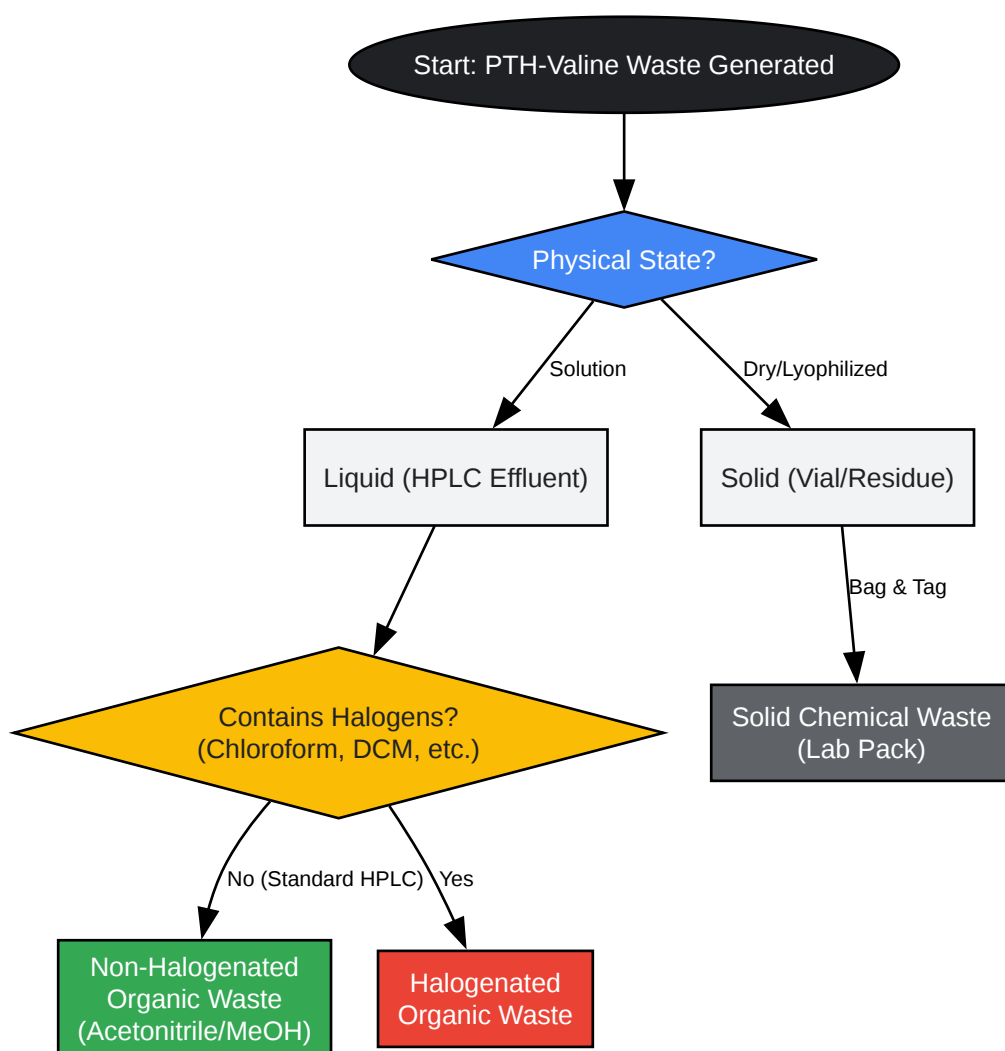 Start: PTH-Valine Waste Generated
Physical State?
Solution
Dry/Lyophilized
Liquid (HPLC Effluent)
Solid (Vial/Residue)
Bag & Tag
Contains Halogens?
(Chloroform, DCM, etc.)
Solid Chemical Waste
(Lab Pack)
No (Standard HPLC)
Yes
Non-Halogenated
Organic Waste
(Acetonitrile/MeOH)
Halogenated
Organic Waste